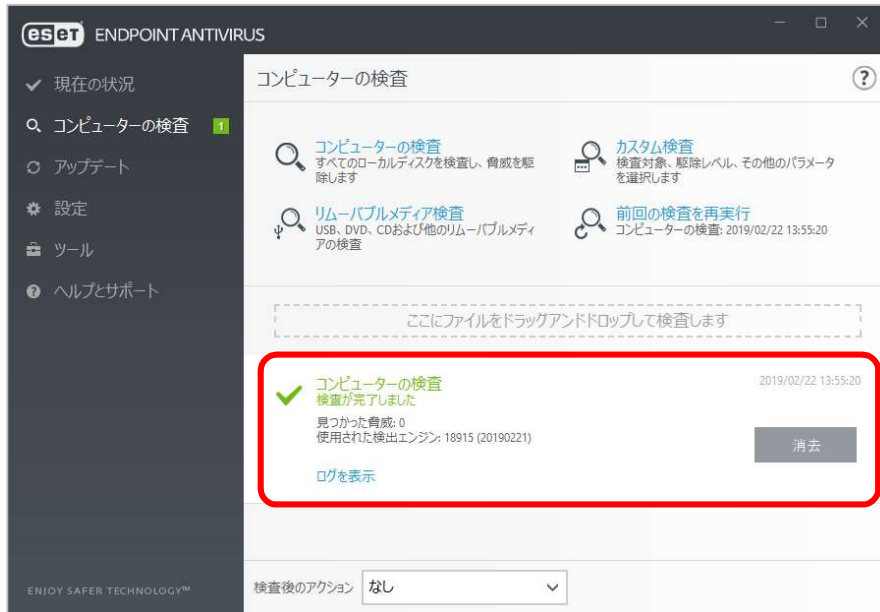 eset ENDPOINT ANTIVIRUS
現在の状況
コンピューターの検査 1
アップデート
設定
ツール
ヘルプとサポート
ENJOY SAFER TECHNOLOGY™
コンピューターの検査
?
コンピューターの検査
すべてのローカルディスクを検査し、脅威を駆
除します
カスタム検査
検査対象、駆除レベル、その他のパラメータ
を選択します
リムーバブルメディア検査
USB、DVD、CDおよび他のリムーバブルメディ
アの検査
前回の検査を再実行
コンピューターの検査: 2019/02/22 13:55:20
ここにファイルをドラッグアンドドロップして検査します
コンピューターの検査
2019/02/22 13:55:20
検査が完了しました
見つかった脅威: 0
使用された検出エンジン: 18915 (20190221)
消去
ログを表示
検査後のアクション なし